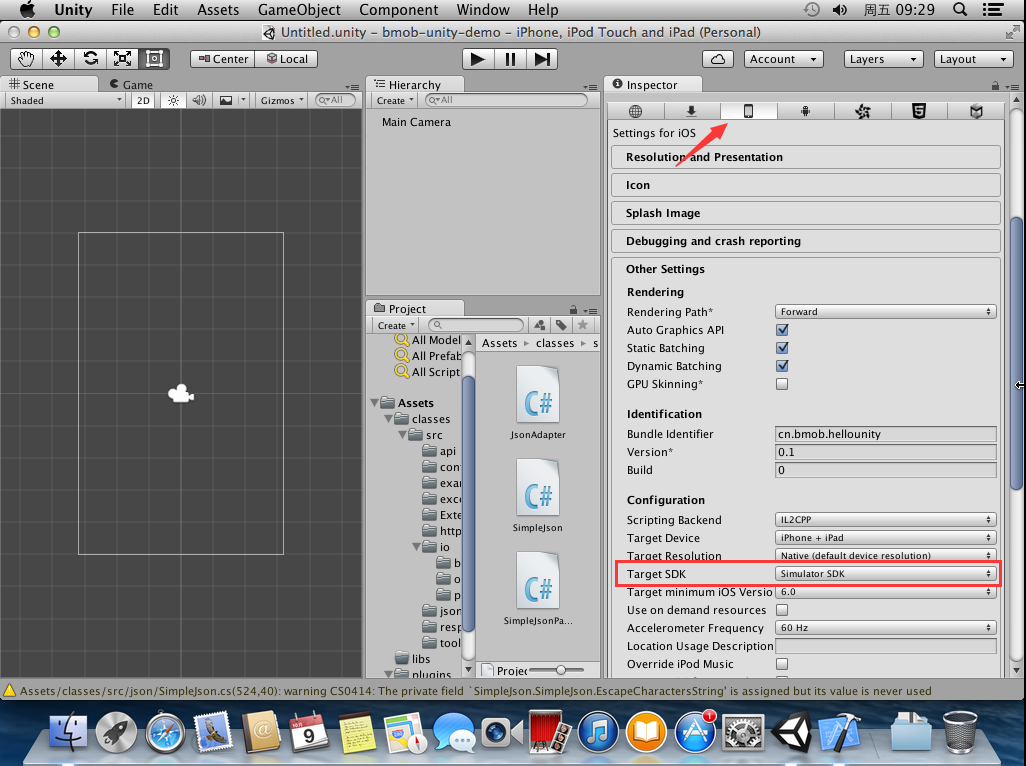 Unity File Edit Assets GameObject Component Window Help 周五 09:29
Untitled.unity - bmob-unity-demo - iPhone, iPod Touch and iPad (Personal)
Center Local Account Layers Layout
Scene Game
Shaded 2D Gizmos All
Hierarchy
Create All
Main Camera
Project
Create
All Model
All Prefab
All Script
Assets
classes
src
api
con
exa
exc
Exte
http
io
b
o
p
json
resp
tool
libs
plugins
Assets classes s
C#
JsonAdapter
C#
SimpleJson
C#
SimpleJsonPa...
Projec
Inspector
Settings for iOS
Resolution and Presentation
Icon
Splash Image
Debugging and crash reporting
Other Settings
Rendering
Rendering Path* Forward
Auto Graphics API
Static Batching
Dynamic Batching
GPU Skinning*
Identification
Bundle Identifier cn.bmob.hellounity
Version* 0.1
Build 0
Configuration
Scripting Backend IL2CPP
Target Device iPhone + iPad
Target Resolution Native (default device resolution)
Target SDK Simulator SDK
Target minimum iOS Versio 6.0
Use on demand resources
Accelerometer Frequency 60 Hz
Location Usage Description
Override iPod Music
Assets/classes/src/json/SimpleJson.cs(524,40): warning CS0414: The private field `SimpleJson.SimpleJson.EscapeCharactersString' is assigned but its value is never used
9
1